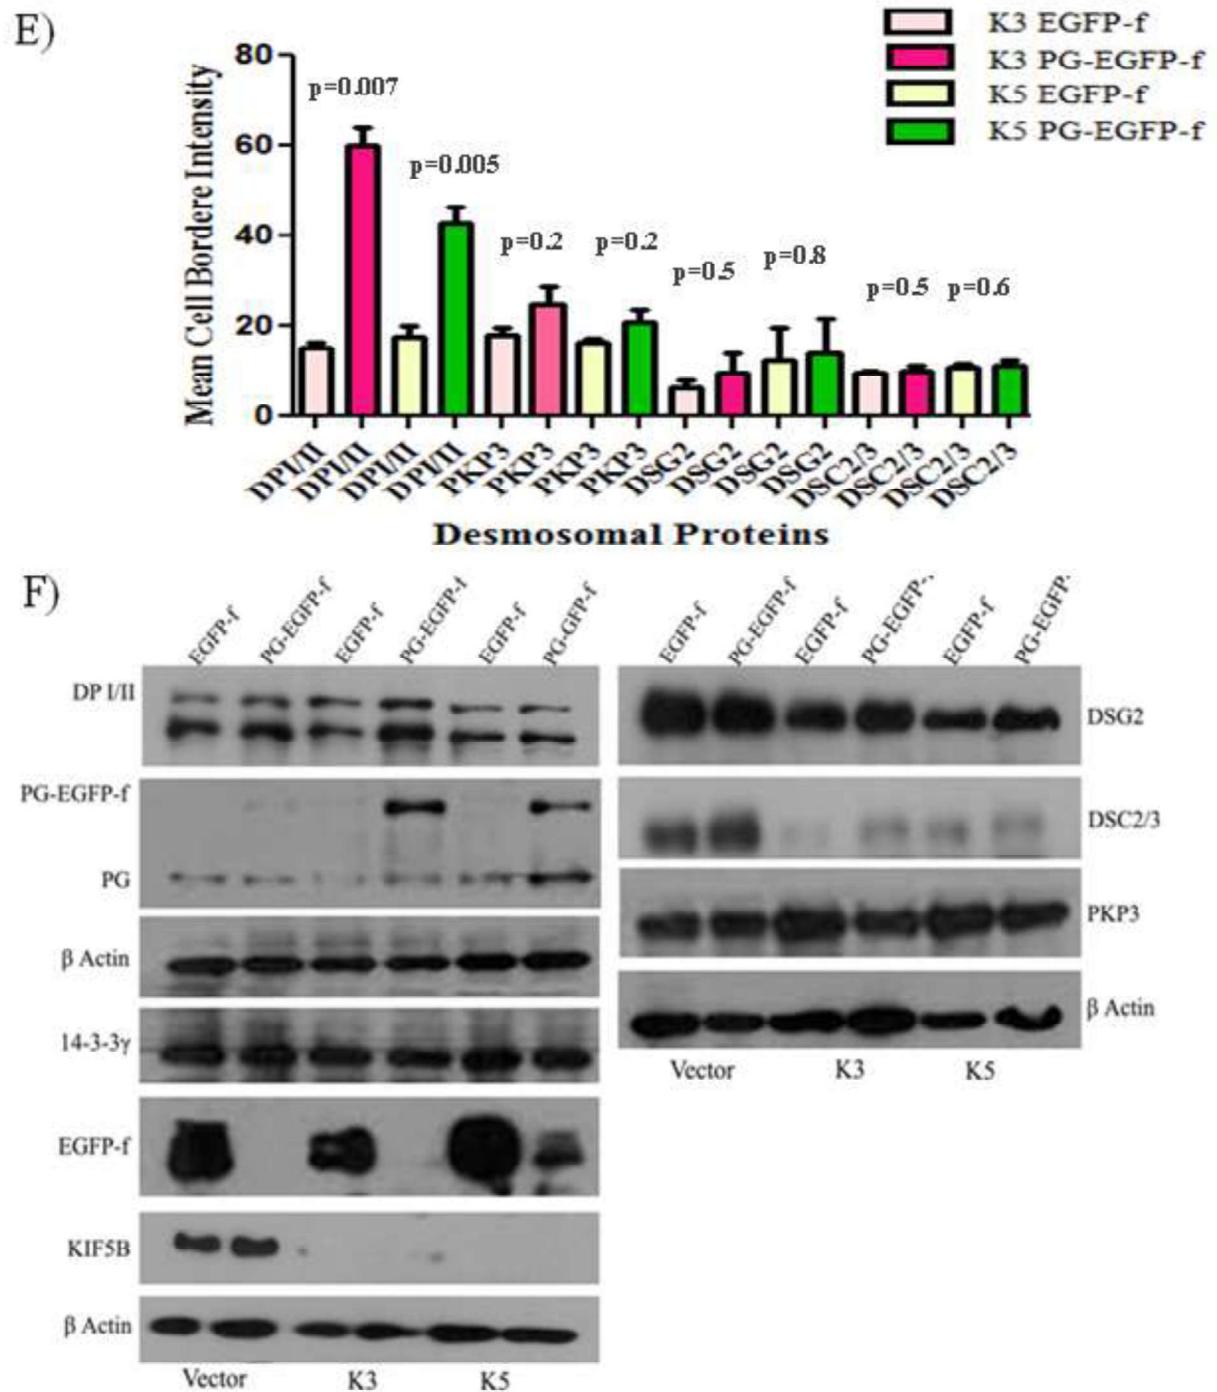 E)
K3 EGFP-f
K3 PG-EGFP-f
K5 EGFP-f
K5 PG-EGFP-f
Mean Cell Bordere Intensity
80
60
40
20
0
p=0.007
p=0.005
p=0.2
p=0.2
p=0.5
p=0.8
p=0.5
p=0.6
DPI/II
DPI/II
DPI/II
DPI/II
PKP3
PKP3
PKP3
PKP3
DSG2
DSG2
DSG2
DSG2
DSC2/3
DSC2/3
DSC2/3
DSC2/3
Desmosomal Proteins
F)
EGFP-f
PG-EGFP-f
EGFP-f
PG-EGFP-f
EGFP-f
PG-GFP-f
DP I/II
PG-EGFP-f
PG
β Actin
14-3-3γ
EGFP-f
KIF5B
β Actin
Vector K3 K5
EGFP-f
PG-EGFP-f
EGFP-f
PG-EGFP-f
EGFP-f
PG-EGFP-
DSG2
DSC2/3
PKP3
β Actin
Vector K3 K5